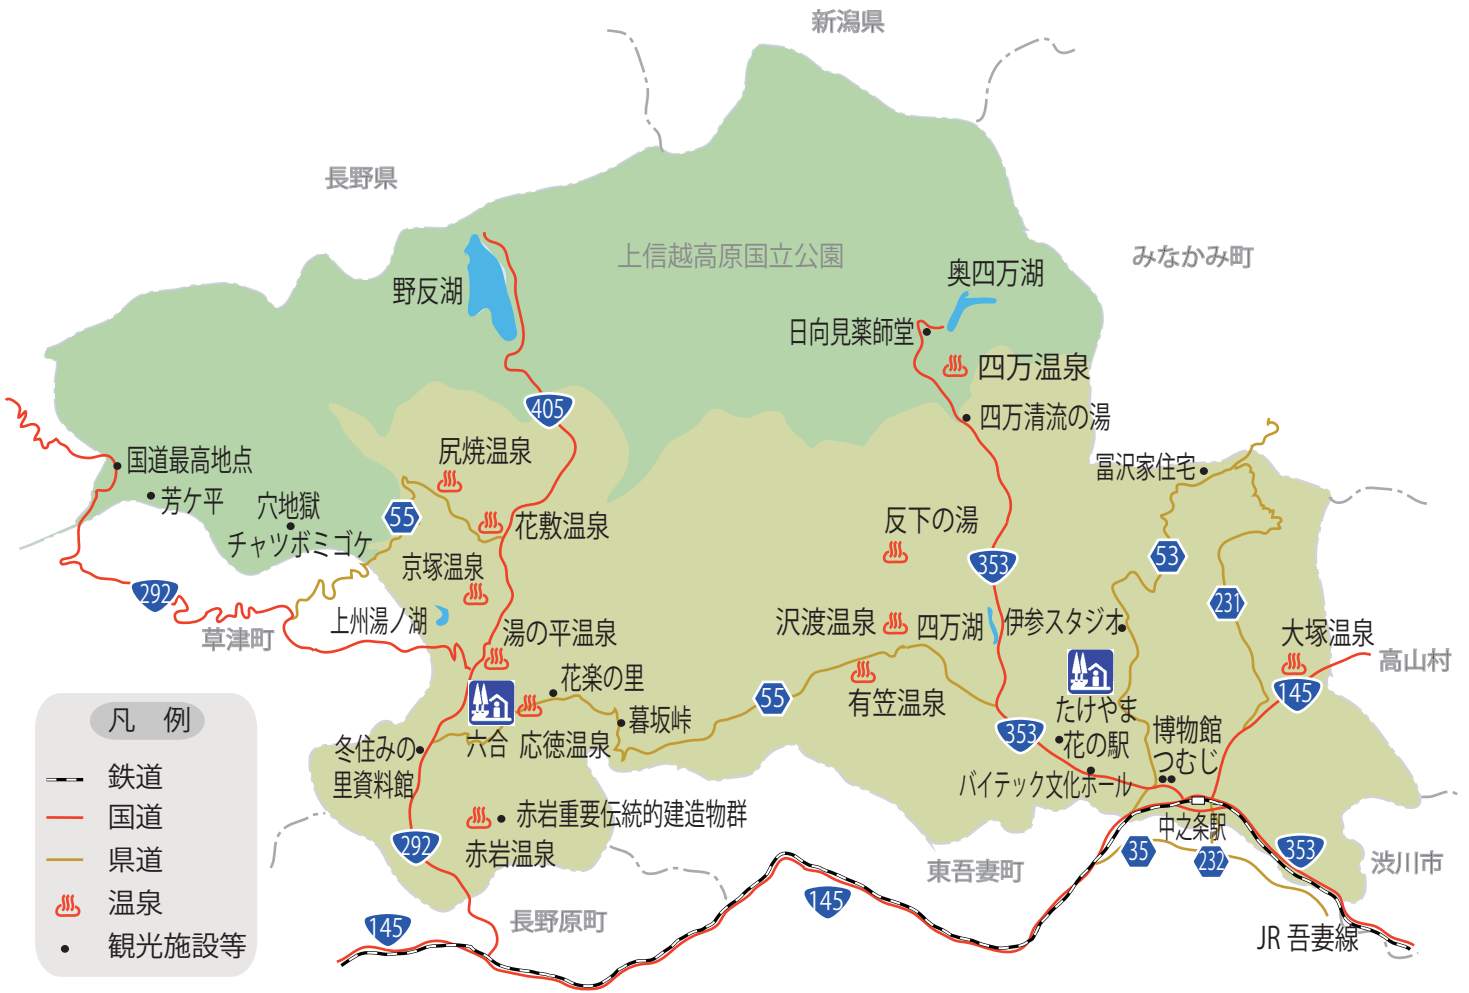 新潟県
長野県
みなかみ町
上信越高原国立公園
奥四万湖
野反湖
日向見薬師堂
四万温泉
405
四万清流の湯
尻焼温泉
国道最高地点
冨沢家住宅
芳ケ平
穴地獄
55
反下の湯
花敷温泉
チャツボミゴケ
53
京塚温泉
353
292
231
上州湯ノ湖
沢渡温泉
四万湖
伊参スタジオ
草津町
湯の平温泉
大塚温泉
高山村
花楽の里
145
55
有笠温泉
たけやま
花の駅
暮坂峠
353
博物館
つむじ
六合
応徳温泉
冬住みの
里資料館
バイテック文化ホール
凡 例
鉄道
国道
県道
温泉
観光施設等
赤岩重要伝統的建造物群
赤岩温泉
292
中之条駅
35
232
353
東吾妻町
渋川市
145
長野原町
145
JR 吾妻線